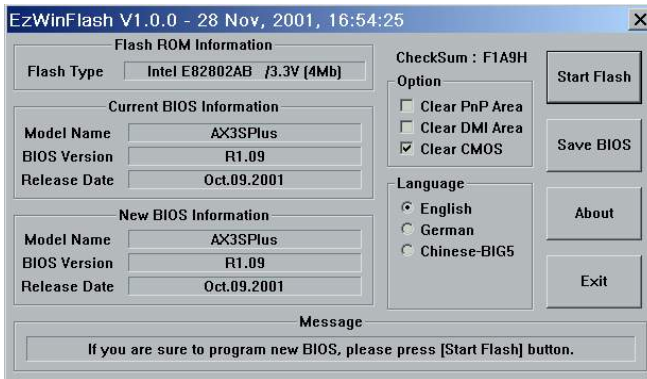 EzWinFlash V1.0.0 - 28 Nov, 2001, 16:54:25
Flash ROM Information
Flash Type Intel E82802AB /3.3V (4Mb)
Current BIOS Information
Model Name AX3SPlus
BIOS Version R1.09
Release Date Oct.09.2001
New BIOS Information
Model Name AX3SPlus
BIOS Version R1.09
Release Date Oct.09.2001
CheckSum : F1A9H
Option
Clear PnP Area
Clear DMI Area
Clear CMOS
Language
English
German
Chinese-BIG5
Start Flash
Save BIOS
About
Exit
Message
If you are sure to program new BIOS, please press [Start Flash] button.